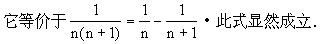 它等价于 1/(n(n+1)) = 1/n - 1/(n+1)·此式显然成立.